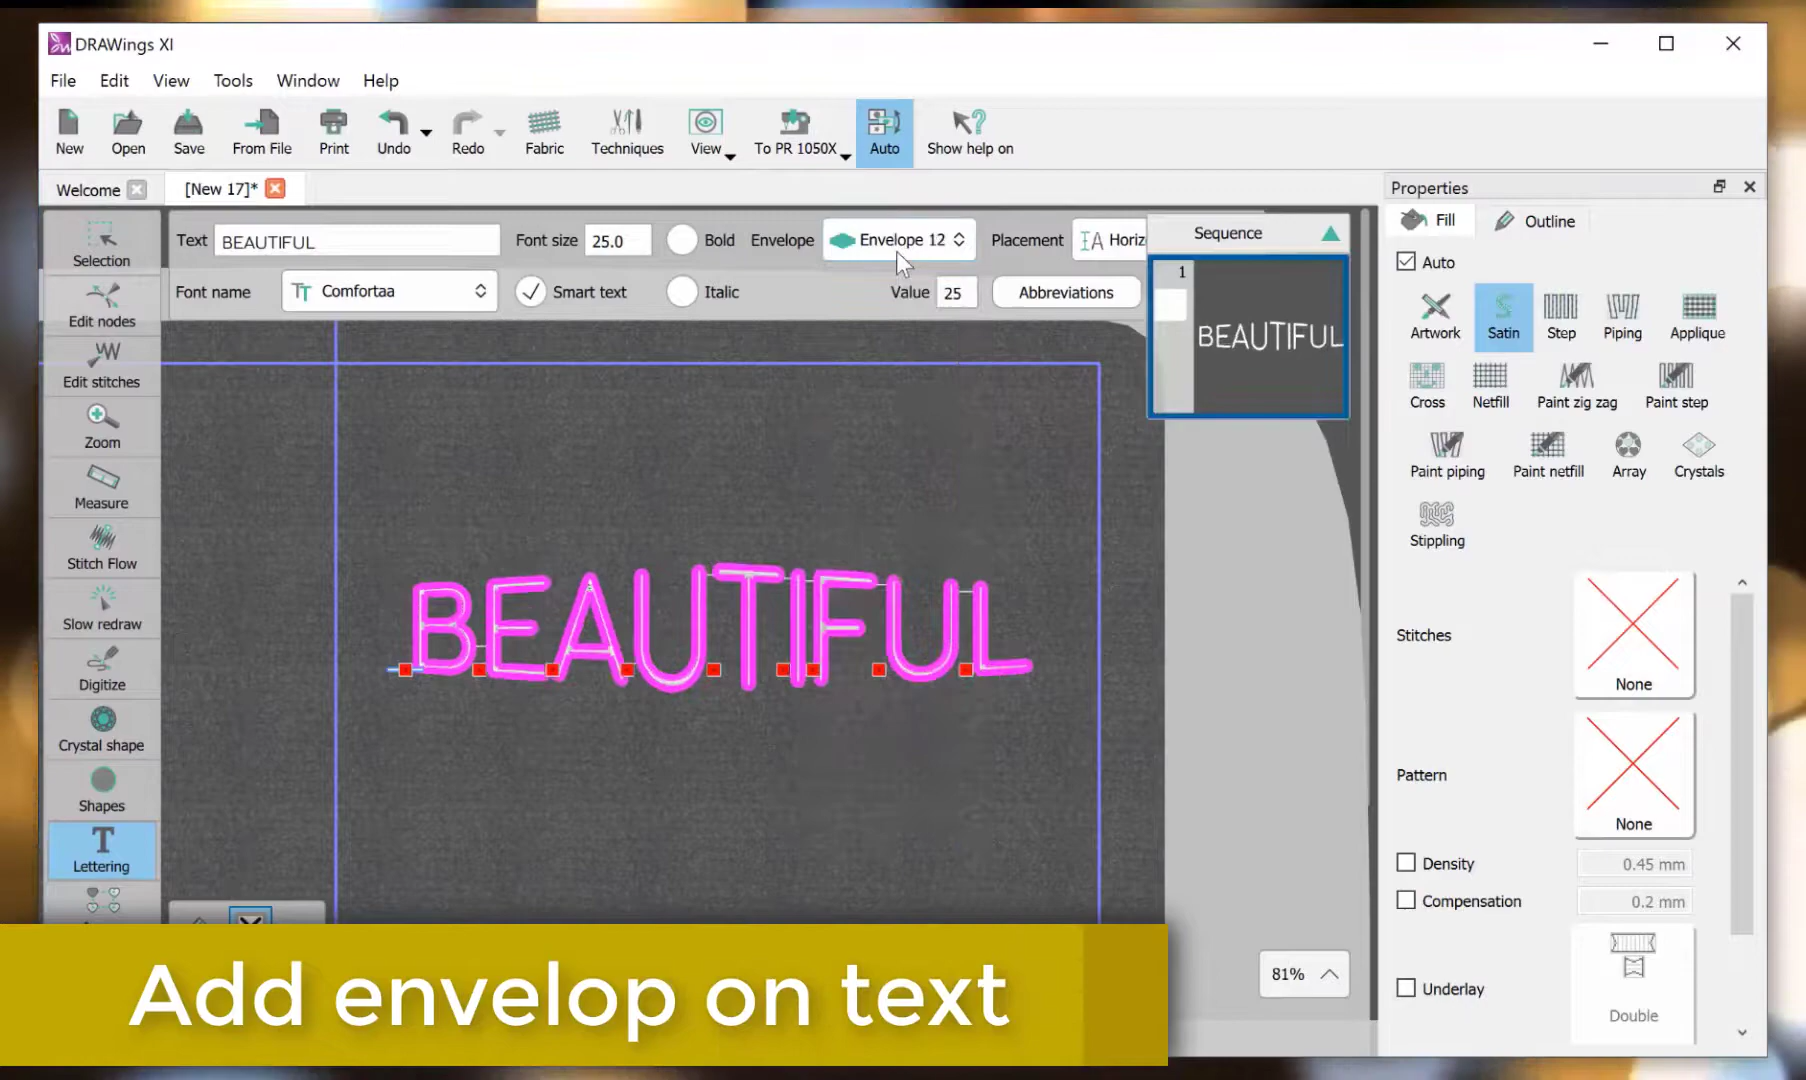 DRAWings XI
File Edit View Tools Window Help
New Open Save From File Print Undo Redo Fabric Techniques View To PR 1050X Auto Show help on
Welcome [New 17]*
Text BEAUTIFUL Font size 25.0 Bold Envelope Envelope 12 Placement Horiz
Font name Comfortaa Smart text Italic Value 25 Abbreviations
Selection
Edit nodes
Edit stitches
Zoom
Measure
Stitch Flow
Slow redraw
Digitize
Crystal shape
Shapes
Lettering
Sequence
1
BEAUTIFUL
BEAUTIFUL
81%
Properties
Fill Outline
Auto
Artwork Satin Step Piping Applique
Cross Netfill Paint zig zag Paint step
Paint piping Paint netfill Array Crystals
Stippling
Stitches
None
Pattern
None
Density 0.45 mm
Compensation 0.2 mm
Underlay
Double
Add envelop on text